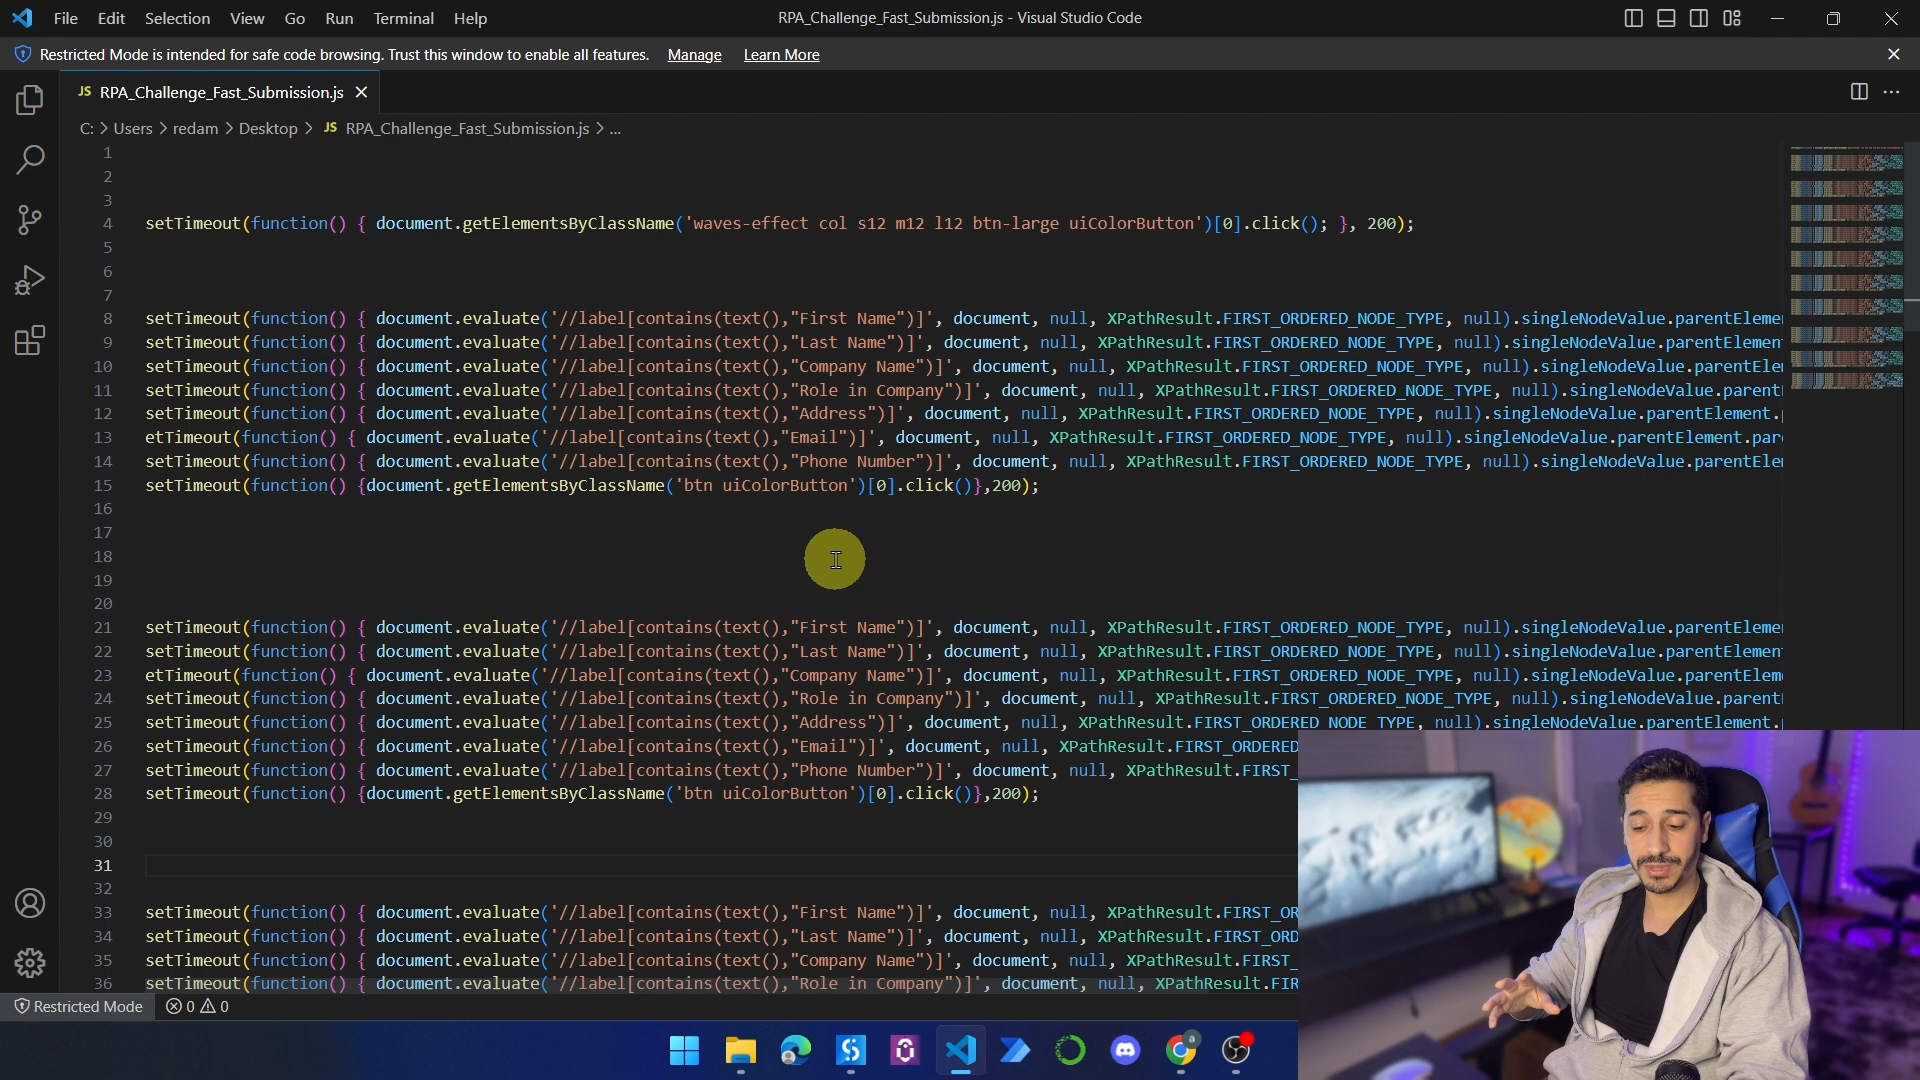 File Edit Selection View Go Run Terminal Help
RPA_Challenge_Fast_Submission.js - Visual Studio Code
Restricted Mode is intended for safe code browsing. Trust this window to enable all features. Manage Learn More
JS RPA_Challenge_Fast_Submission.js
C: > Users > redam > Desktop > JS RPA_Challenge_Fast_Submission.js > ...
1
2
3
4 setTimeout(function() { document.getElementsByClassName('waves-effect col s12 m12 l12 btn-large uiColorButton')[0].click(); }, 200);
5
6
7
8 setTimeout(function() { document.evaluate('//label[contains(text(),"First Name")]', document, null, XPathResult.FIRST_ORDERED_NODE_TYPE, null).singleNodeValue.parentEleme
9 setTimeout(function() { document.evaluate('//label[contains(text(),"Last Name")]', document, null, XPathResult.FIRST_ORDERED_NODE_TYPE, null).singleNodeValue.parentElement
10 setTimeout(function() { document.evaluate('//label[contains(text(),"Company Name")]', document, null, XPathResult.FIRST_ORDERED_NODE_TYPE, null).singleNodeValue.parentEle
11 setTimeout(function() { document.evaluate('//label[contains(text(),"Role in Company")]', document, null, XPathResult.FIRST_ORDERED_NODE_TYPE, null).singleNodeValue.parent
12 setTimeout(function() { document.evaluate('//label[contains(text(),"Address")]', document, null, XPathResult.FIRST_ORDERED_NODE_TYPE, null).singleNodeValue.parentElement.
13 etTimeout(function() { document.evaluate('//label[contains(text(),"Email")]', document, null, XPathResult.FIRST_ORDERED_NODE_TYPE, null).singleNodeValue.parentElement.par
14 setTimeout(function() { document.evaluate('//label[contains(text(),"Phone Number")]', document, null, XPathResult.FIRST_ORDERED_NODE_TYPE, null).singleNodeValue.parentEle
15 setTimeout(function() {document.getElementsByClassName('btn uiColorButton')[0].click()},200);
16
17
18
19
20
21 setTimeout(function() { document.evaluate('//label[contains(text(),"First Name")]', document, null, XPathResult.FIRST_ORDERED_NODE_TYPE, null).singleNodeValue.parentEleme
22 setTimeout(function() { document.evaluate('//label[contains(text(),"Last Name")]', document, null, XPathResult.FIRST_ORDERED_NODE_TYPE, null).singleNodeValue.parentElement
23 etTimeout(function() { document.evaluate('//label[contains(text(),"Company Name")]', document, null, XPathResult.FIRST_ORDERED_NODE_TYPE, null).singleNodeValue.parentElem
24 setTimeout(function() { document.evaluate('//label[contains(text(),"Role in Company")]', document, null, XPathResult.FIRST_ORDERED_NODE_TYPE, null).singleNodeValue.parent
25 setTimeout(function() { document.evaluate('//label[contains(text(),"Address")]', document, null, XPathResult.FIRST_ORDERED_NODE_TYPE, null).singleNodeValue.parentElement.
26 setTimeout(function() { document.evaluate('//label[contains(text(),"Email")]', document, null, XPathResult.FIRST_ORDERED
27 setTimeout(function() { document.evaluate('//label[contains(text(),"Phone Number")]', document, null, XPathResult.FIRST_
28 setTimeout(function() {document.getElementsByClassName('btn uiColorButton')[0].click()},200);
29
30
31
32
33 setTimeout(function() { document.evaluate('//label[contains(text(),"First Name")]', document, null, XPathResult.FIRST_OR
34 setTimeout(function() { document.evaluate('//label[contains(text(),"Last Name")]', document, null, XPathResult.FIRST_ORD
35 setTimeout(function() { document.evaluate('//label[contains(text(),"Company Name")]', document, null, XPathResult.FIRST_
36 setTimeout(function() { document.evaluate('//label[contains(text(),"Role in Company")]', document, null, XPathResult.FIR
Restricted Mode 0 0